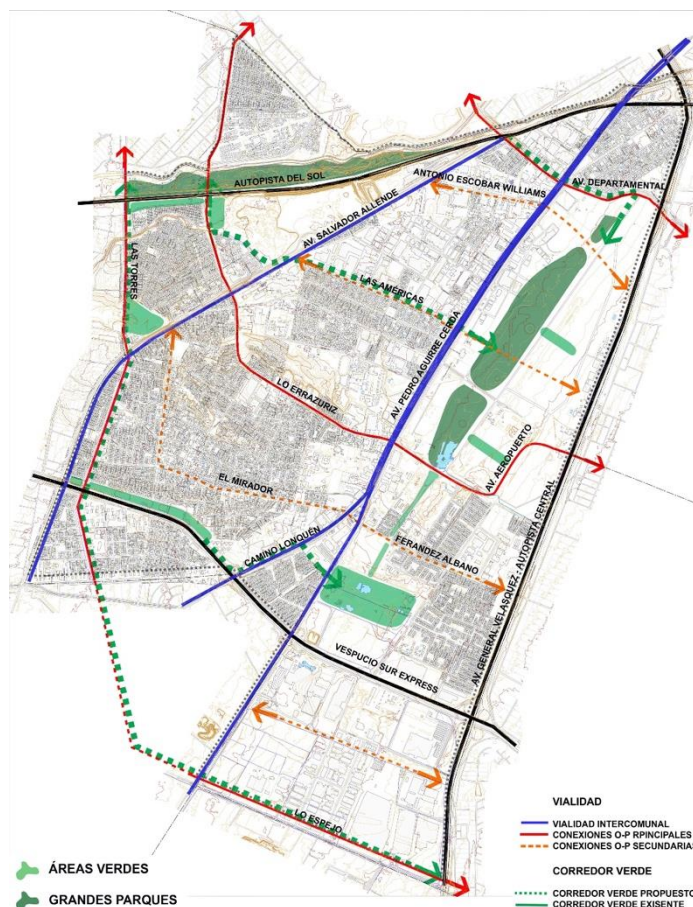 AUTOPISTA DEL SOL
ANTONIO ESCOBAR WILLIAMS
AV. DEPARTAMENTAL
AV. SALVADOR ALLENDE
LAS TORRES
LAS AMÉRICAS
AV. PEDRO AGUIRRE CERDA
LO ERRAZURIZ
AV. AEROPUERTO
EL MIRADOR
CAMINO LONQUÉN
FERANDEZ ALBANO
AV. GENERAL VELASQUEZ - AUTOPISTA CENTRAL
VESPUCIO SUR EXPRESS
LO ESPEJO
ÁREAS VERDES
GRANDES PARQUES
VIALIDAD
VIALIDAD INTERCOMUNAL
CONEXIONES O-P RPINCIPALES
CONEXIONES O-P SECUNDARIAS
CORREDOR VERDE
CORREDOR VERDE PROPUESTO
CORREDOR VERDE EXISENTE